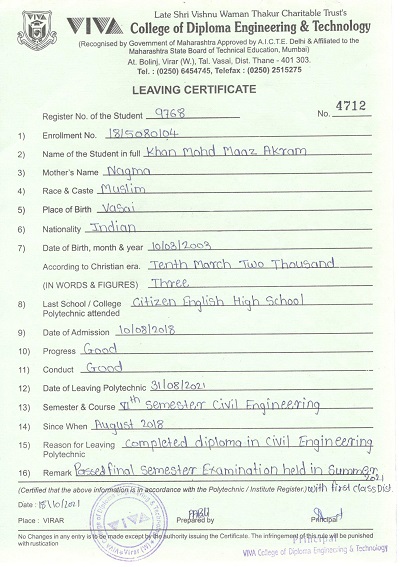 Late Shri Vishnu Waman Thakur Charitable Trust's
VIVA College of Diploma Engineering & Technology
(Recognised by Government of Maharashtra Approved by A.I.C.T.E. Delhi & Affiliated to the
Maharashtra State Board of Technical Education, Mumbai)
At. Bolinj, Virar (W.), Tal. Vasai, Dist. Thane - 401 303.
Tel. : (0250) 6454745, Telefax : (0250) 2515275
LEAVING CERTIFICATE
Register No. of the Student 9768 No. 4712
1) Enrollment No. 1815080104
2) Name of the Student in full Khan Mohd Maaz Akram
3) Mother's Name Nagma
4) Race & Caste Muslim
5) Place of Birth Vasai
6) Nationality Indian
7) Date of Birth, month & year 10/03/2003
According to Christian era. Tenth March Two Thousand
(IN WORDS & FIGURES) Three
8) Last School / College Citizen English High School
Polytechnic attended
9) Date of Admission 10/08/2018
10) Progress Good
11) Conduct Good
12) Date of Leaving Polytechnic 31/08/2021
13) Semester & Course VIth Semester Civil Engineering
14) Since When August 2018
15) Reason for Leaving completed diploma in Civil Engineering
Polytechnic
16) Remark Passed final Semester Examination held in Summer 2021
(Certified that the above information is in accordance with the Polytechnic / Institute Register.) with first Class Dist.
Date : 18/10/2021
Place : VIRAR Prepared by Principal
No Changes in any entry is to be made except by the authority issuing the Certificate. The infringement of this rule will be punished
with rustication
Principal
VIVA College of Diploma Engineering & Technology